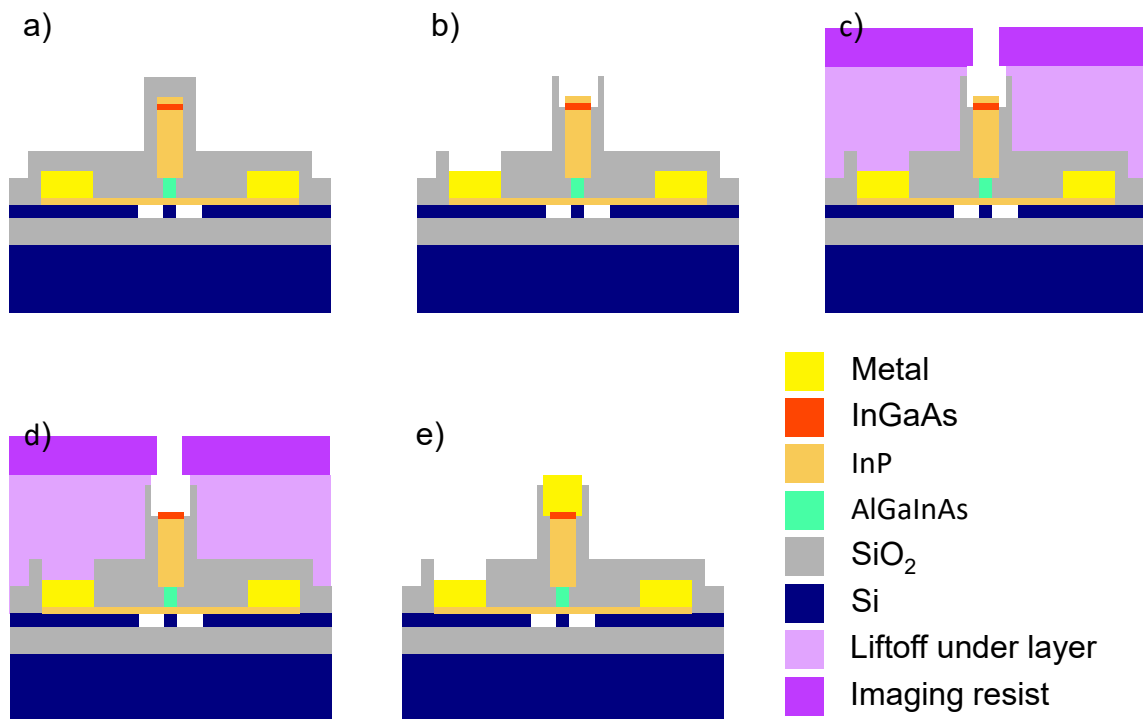 a)
b)
c)
d)
e)
Metal
InGaAs
InP
AlGaInAs
SiO₂
Si
Liftoff under layer
Imaging resist